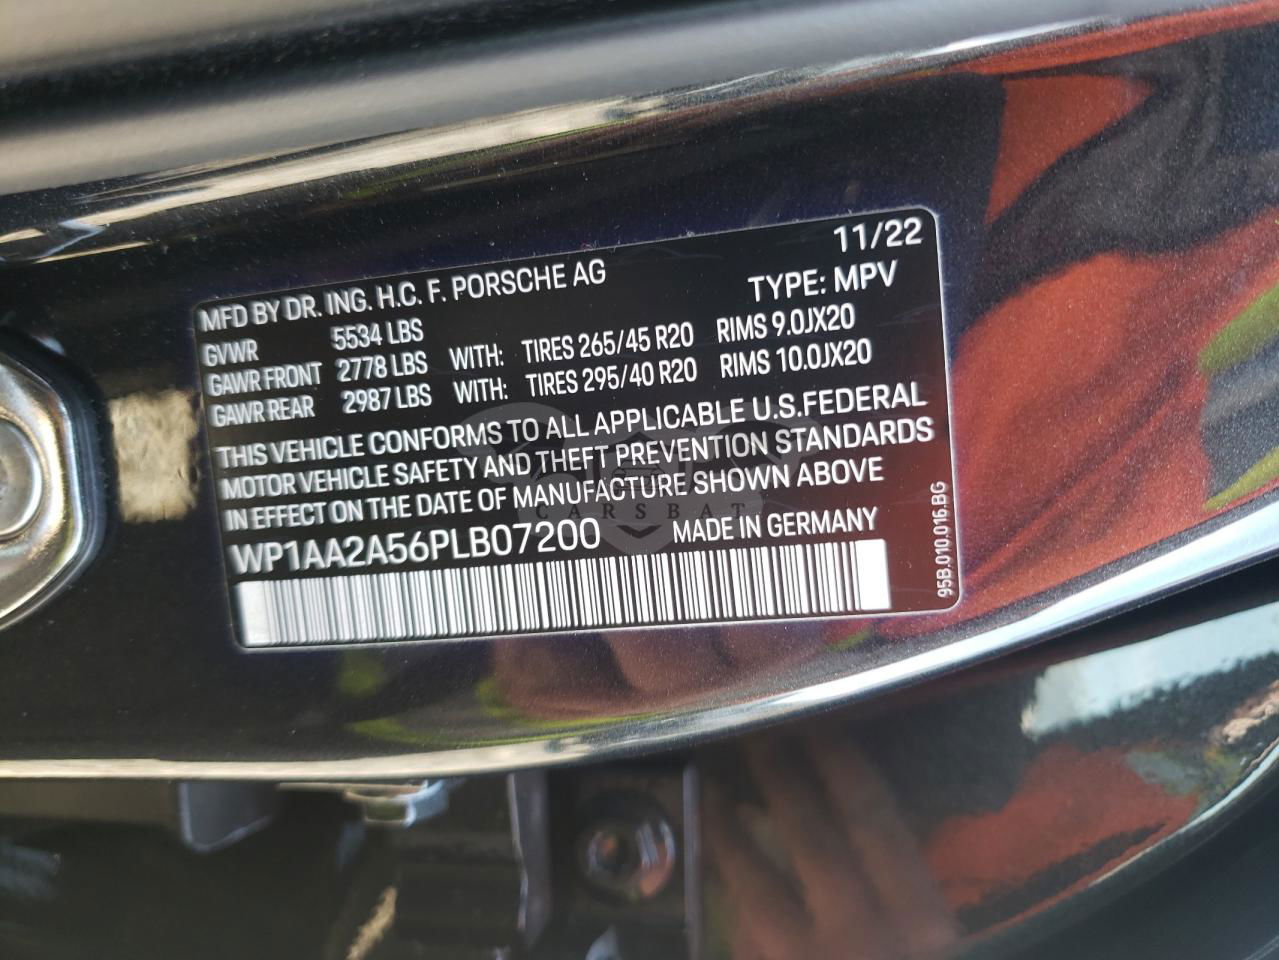 11/22
MFD BY DR. ING. H.C. F. PORSCHE AG TYPE: MPV
GVWR 5534 LBS
GAWR FRONT 2778 LBS WITH: TIRES 265/45 R20 RIMS 9.0JX20
GAWR REAR 2987 LBS WITH: TIRES 295/40 R20 RIMS 10.0JX20
THIS VEHICLE CONFORMS TO ALL APPLICABLE U.S.FEDERAL
MOTOR VEHICLE SAFETY AND THEFT PREVENTION STANDARDS
IN EFFECT ON THE DATE OF MANUFACTURE SHOWN ABOVE
WP1AA2A56PLB07200 MADE IN GERMANY
95B.010.016.BG
CARSBAT